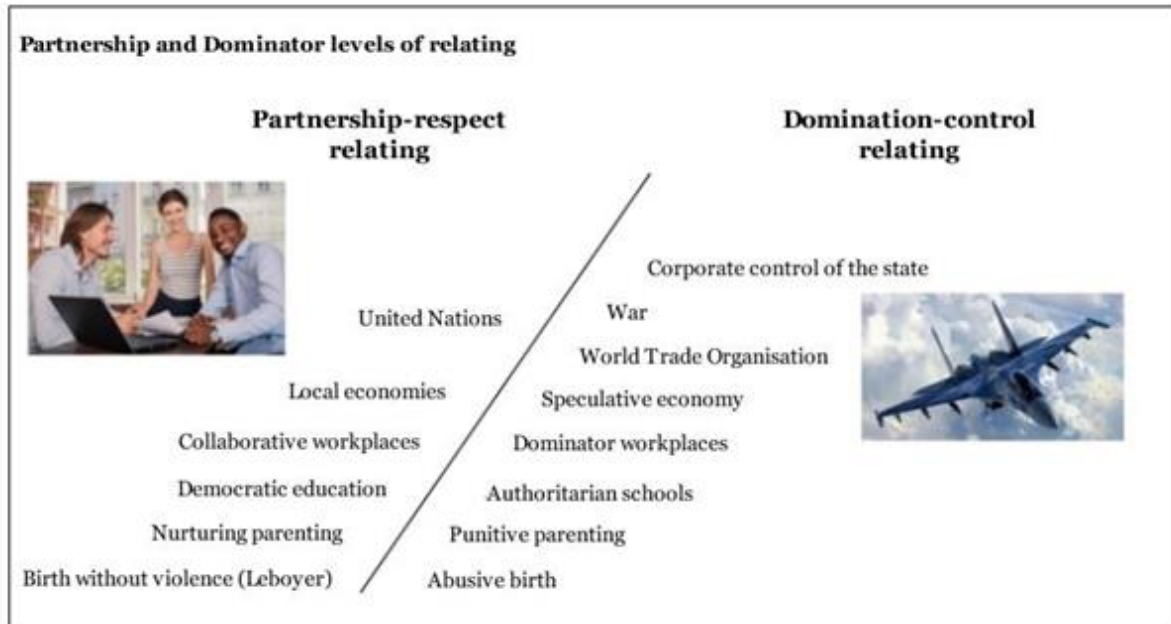 Partnership and Dominator levels of relating
Partnership-respect
relating
Domination-control
relating
Corporate control of the state
United Nations
War
World Trade Organisation
Local economies
Speculative economy
Collaborative workplaces
Dominator workplaces
Democratic education
Authoritarian schools
Nurturing parenting
Punitive parenting
Birth without violence (Leboyer)
Abusive birth